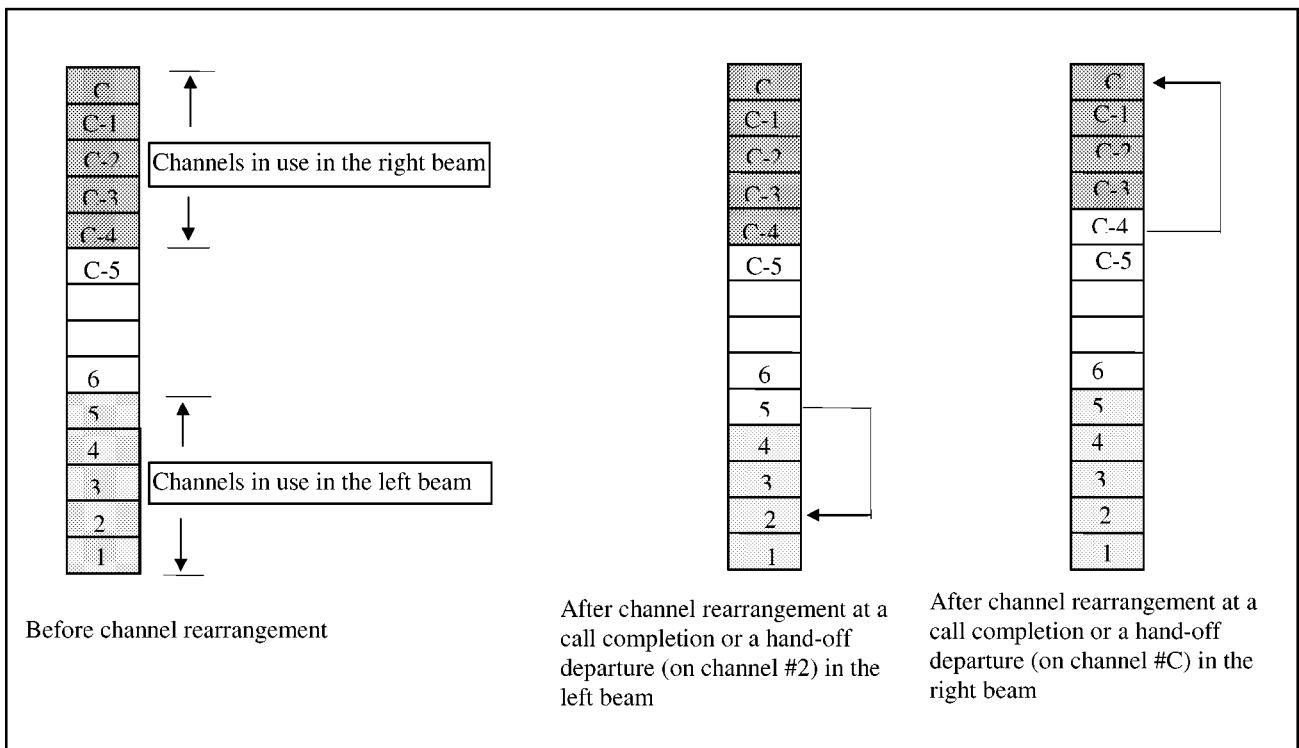 C
C-1
C-2
C-3
C-4
C-5
6
5
4
3
2
1
Channels in use in the right beam
Channels in use in the left beam
Before channel rearrangement
C
C-1
C-2
C-3
C-4
C-5
6
5
4
3
2
1
After channel rearrangement at a
call completion or a hand-off
departure (on channel #2) in the
left beam
C
C-1
C-2
C-3
C-4
C-5
6
5
4
3
2
1
After channel rearrangement at a
call completion or a hand-off
departure (on channel #C) in the
right beam